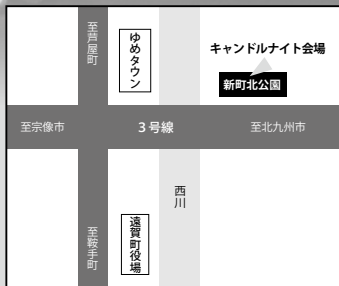 至芦屋町
ゆめタウン
キャンドルナイト会場
新町北公園
至宗像市
3号線
至北九州市
西川
至鞍手町
遠賀町役場